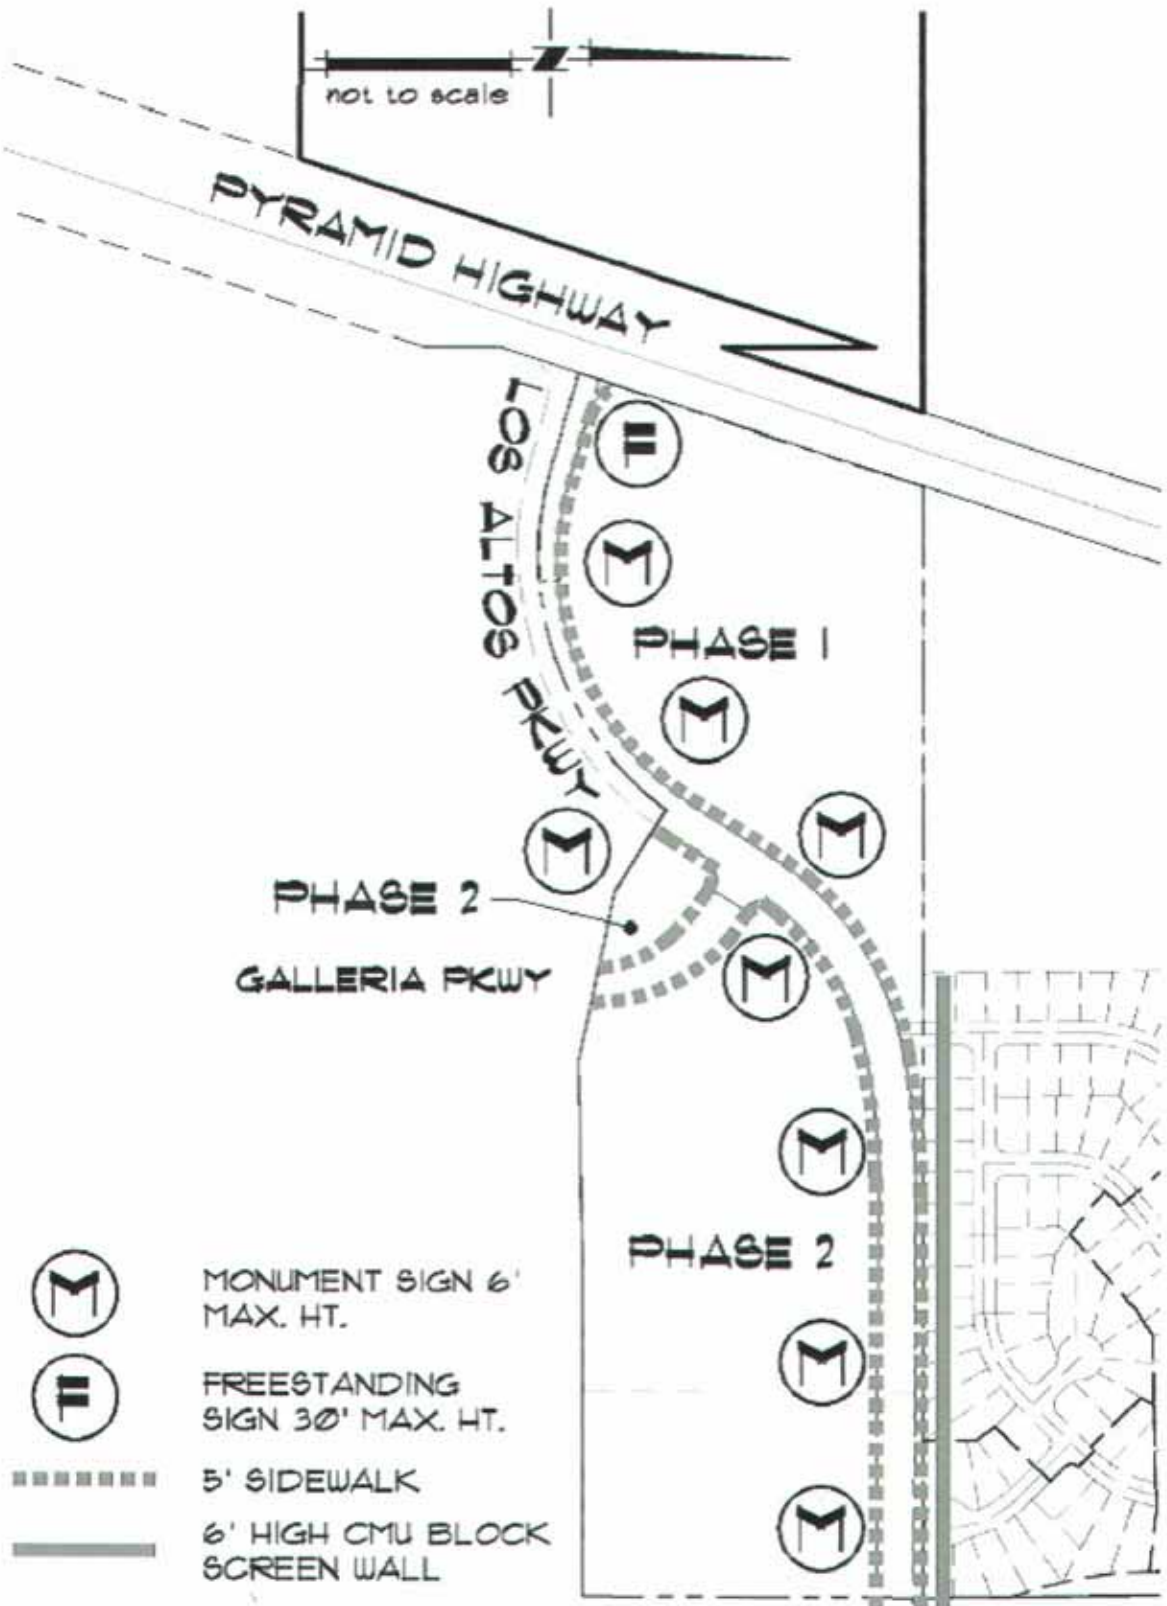 not to scale
PYRAMID HIGHWAY
LOS ALTOS PKWY
F
M
PHASE 1
M
M
M
PHASE 2
GALLERIA PKWY
M
M
PHASE 2
M
M
M
MONUMENT SIGN 6'
MAX. HT.
F
FREESTANDING
SIGN 30' MAX. HT.
5' SIDEWALK
6' HIGH CMU BLOCK
SCREEN WALL